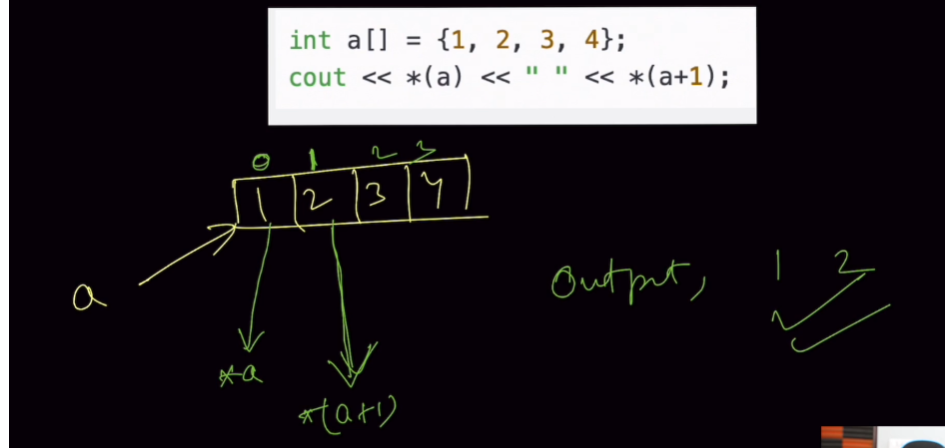 int a[] = {1, 2, 3, 4};
cout << *(a) << " " << *(a+1);
0 1 2 3
1 2 3 4
a
Output, 1 2
*a
*(a+1)